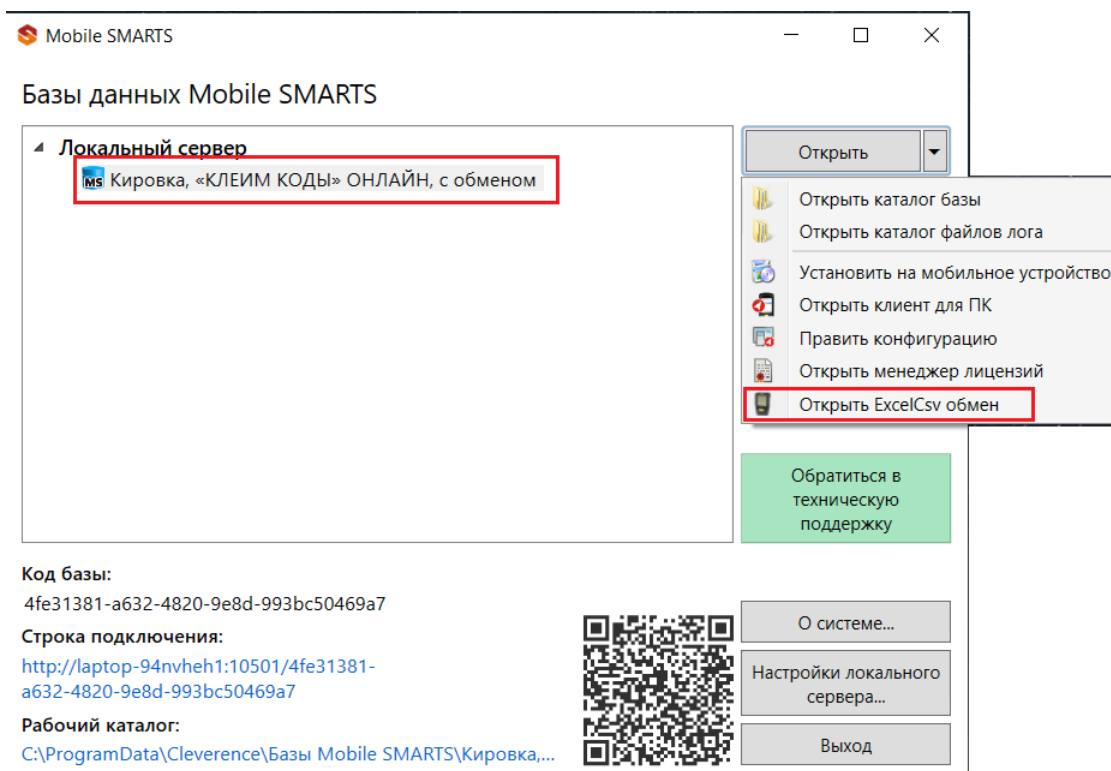 Mobile SMARTS
Базы данных Mobile SMARTS
Локальный сервер
MS Кировка, «КЛЕИМ КОДЫ» ОНЛАЙН, с обменом
Открыть
Открыть каталог базы
Открыть каталог файлов лога
Установить на мобильное устройство
Открыть клиент для ПК
Править конфигурацию
Открыть менеджер лицензий
Открыть ExcelCsv обмен
Обратиться в
техническую
поддержку
Код базы:
4fe31381-a632-4820-9e8d-993bc50469a7
Строка подключения:
http://laptop-94nvheh1:10501/4fe31381-
a632-4820-9e8d-993bc50469a7
Рабочий каталог:
C:\ProgramData\Cleverence\Базы Mobile SMARTS\Кировка,...
О системе...
Настройки локального
сервера...
Выход